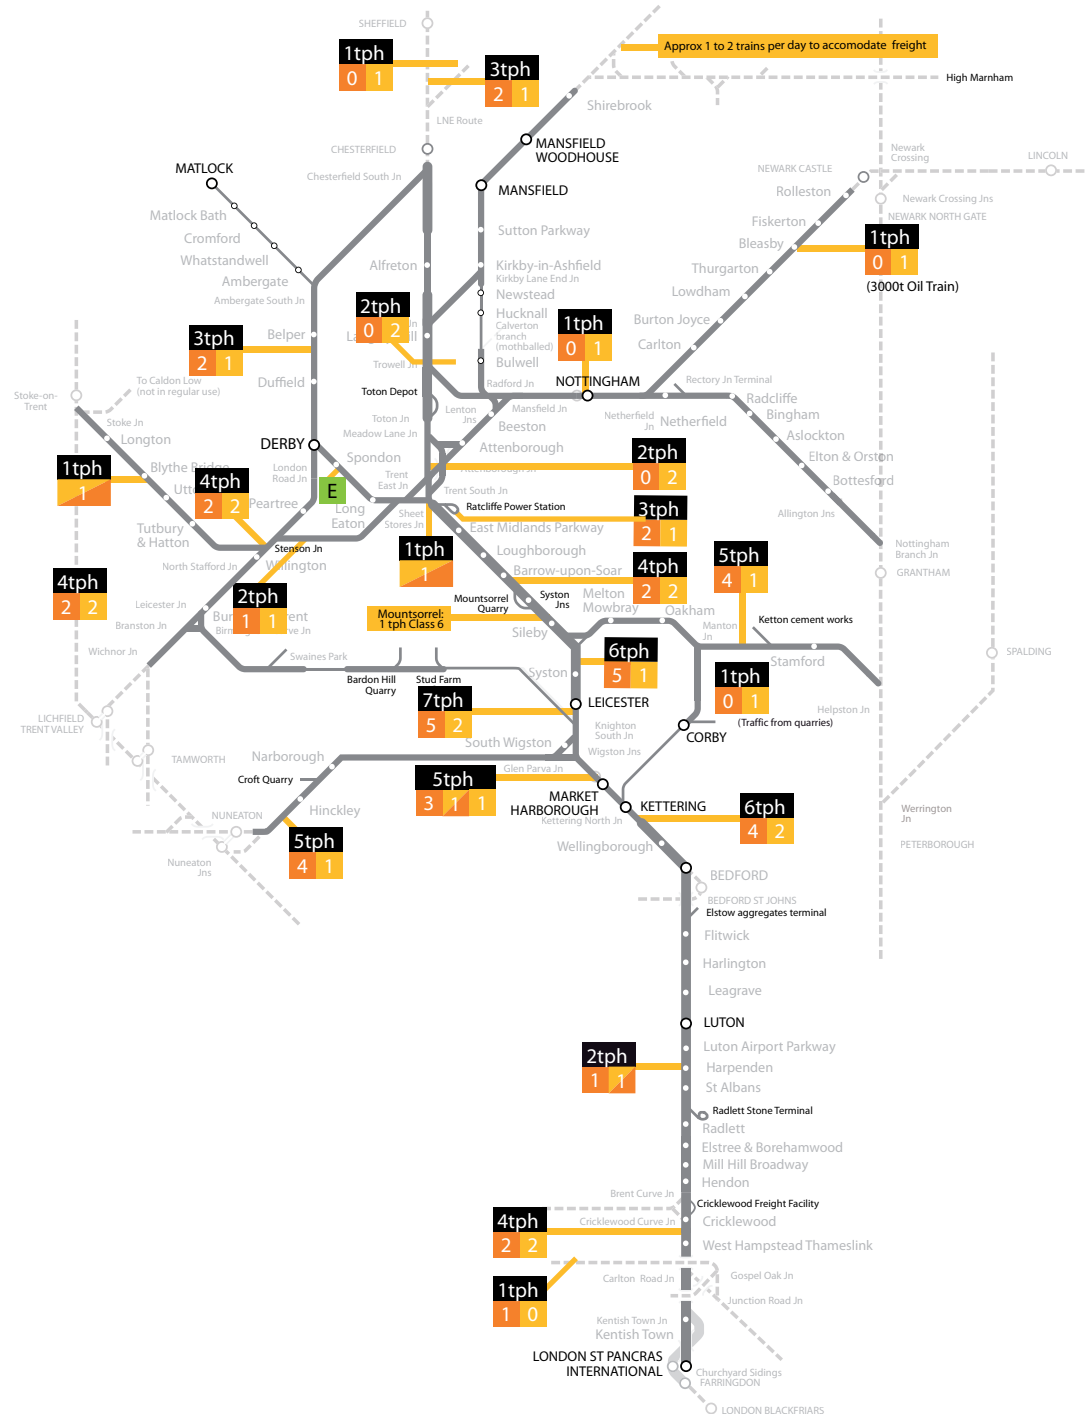 SHEFFIELD
1tph
0 1
3tph
2 1
Approx 1 to 2 trains per day to accomodate freight
High Marnham
Shirebrook
LNE Route
CHESTERFIELD
MANSFIELD
WOODHOUSE
Newark
Crossing
LINCOLN
NEWARK CASTLE
MATLOCK
Chesterfield South Jn
MANSFIELD
Rolleston
Newark Crossing Jns
NEWARK NORTH GATE
Matlock Bath
Cromford
Whatstandwell
Ambergate
Ambergate South Jn
Sutton Parkway
Fiskerton
Bleasby
1tph
0 1
(3000t Oil Train)
Alfreton
Kirkby-in-Ashfield
Kirkby Lane End Jn
Newstead
Hucknall
Calverton
branch
(mothballed)
Bulwell
Thurgarton
Lowdham
Burton Joyce
Carlton
2tph
0 2
Trowell Jn
1tph
0 1
3tph
2 1
Belper
Duffield
To Caldon Low
(not in regular use)
Stoke-on-
Trent
Toton Depot
Radford Jn
NOTTINGHAM
Rectory Jn Terminal
Radcliffe
Bingham
Aslockton
Elton & Orston
Bottesford
Allington Jns
Netherfield
Jn
Netherfield
Mansfield Jn
Lenton
Jns
Beeston
Toton Jn
Meadow Lane Jn
Attenborough
Attenborough Jn
Stoke Jn
Longton
Blythe Bridge
1tph
1
4tph
2 2
DERBY
Spondon
London
Road Jn
Peartree
E
Long
Eaton
Trent
East Jn
Trent South Jn
Sheet
Stores Jn
Ratcliffe Power Station
2tph
0 2
3tph
2 1
East Midlands Parkway
Tutbury
& Hatton
Stenson Jn
North Stafford Jn
Willington
1tph
1
Loughborough
Barrow-upon-Soar
4tph
2 2
5tph
4 1
Nottingham
Branch Jn
GRANTHAM
4tph
2 2
Leicester Jn
Branston Jn
2tph
1 1
Mountsorrel:
1 tph Class 6
Mountsorrel
Quarry
Syston
Jns
Melton
Mowbray
Oakham
Manton
Jn
Ketton cement works
Stamford
Sileby
Wichnor Jn
Swaines Park
Bardon Hill
Quarry
Stud Farm
Syston
6tph
5 1
SPALDING
1tph
0 1
(Traffic from quarries)
Helpston Jn
LICHFIELD
TRENT VALLEY
7tph
5 2
LEICESTER
Knighton
South Jn
CORBY
TAMWORTH
Narborough
South Wigston
Wigston Jns
Glen Parva Jn
Croft Quarry
5tph
3 1 1
MARKET
HARBOROUGH
KETTERING
6tph
4 2
Hinckley
NUNEATON
Kettering North Jn
Werrington
Jn
PETERBOROUGH
5tph
4 1
Wellingborough
Nuneaton
Jns
BEDFORD
BEDFORD ST JOHNS
Elstow aggregates terminal
Flitwick
Harlington
Leagrave
LUTON
2tph
1 1
Luton Airport Parkway
Harpenden
St Albans
Radlett Stone Terminal
Radlett
Elstree & Borehamwood
Mill Hill Broadway
Hendon
Brent Curve Jn
Cricklewood Freight Facility
4tph
2 2
Cricklewood Curve Jn
Cricklewood
West Hampstead Thameslink
1tph
1 0
Carlton Road Jn
Gospel Oak Jn
Junction Road Jn
Kentish Town Jn
Kentish Town
LONDON ST PANCRAS
INTERNATIONAL
Churchyard Sidings
FARRINGDON
LONDON BLACKFRIARS